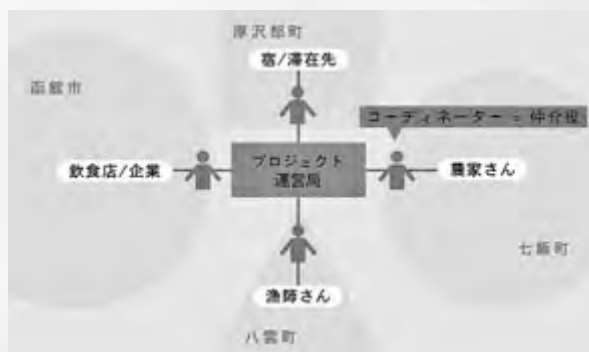 厚沢部町
宿/滞在先
函館市
コーディネーター = 仲介役
プロジェクト
運営局
飲食店/企業
農家さん
七飯町
漁師さん
八雲町